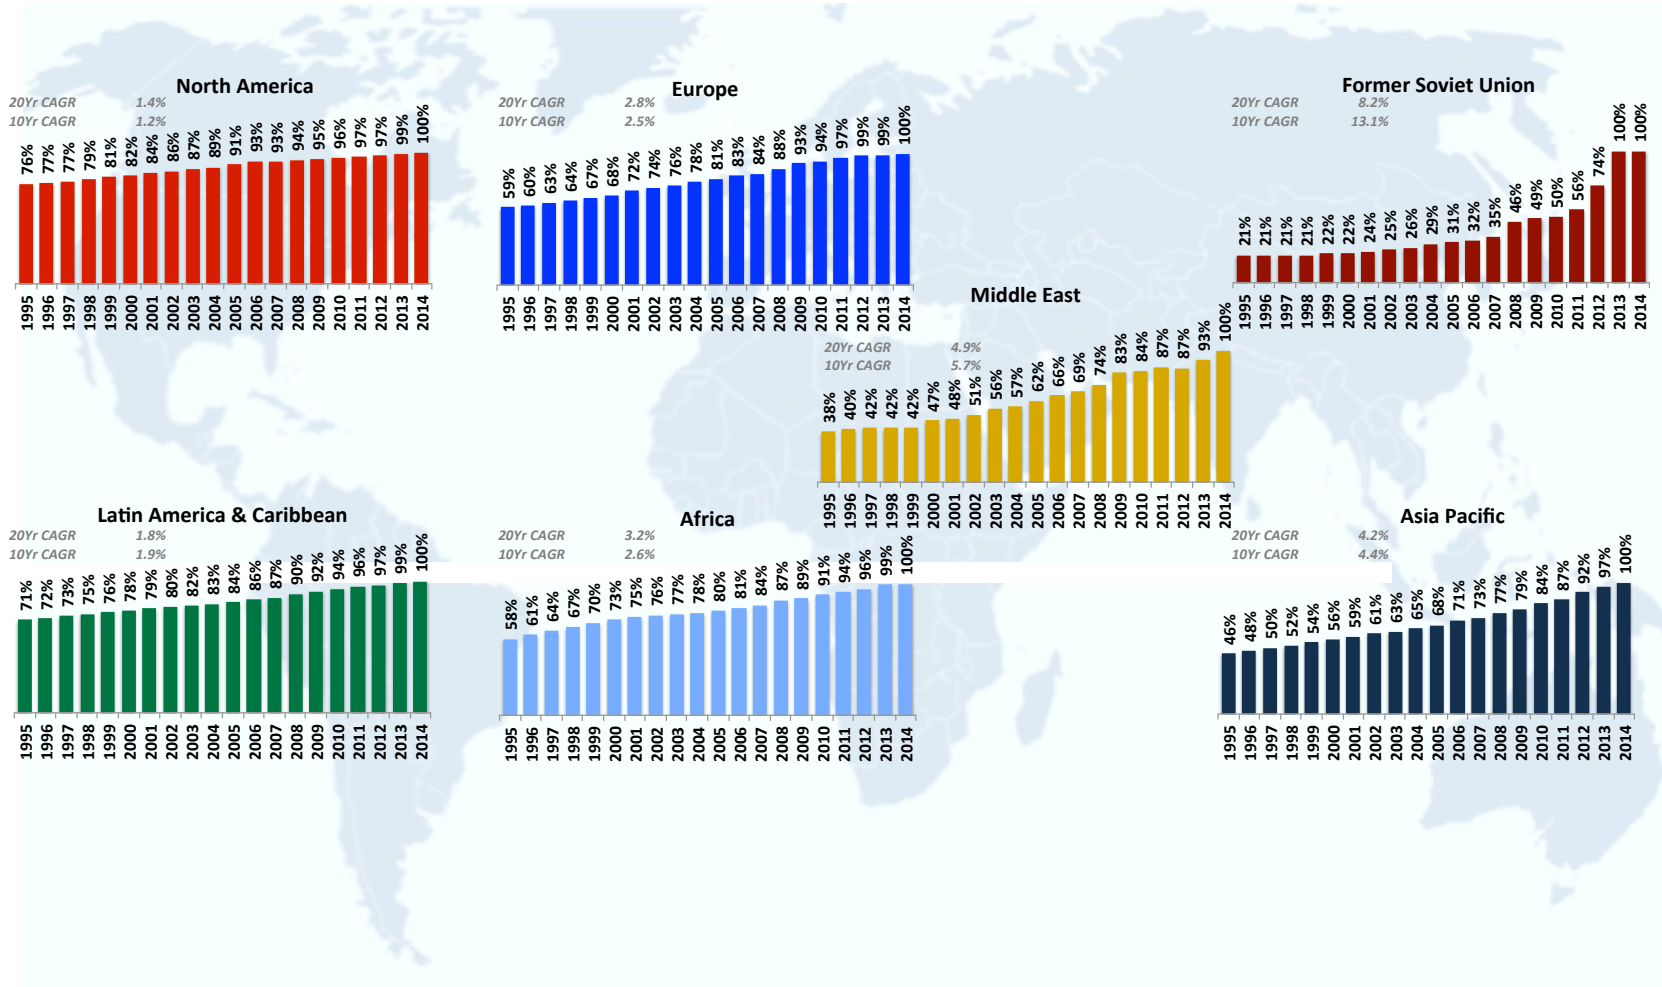 North America
20Yr CAGR 1.4%
10Yr CAGR 1.2%
76% 77% 77% 79% 81% 82% 84% 86% 87% 89% 91% 93% 93% 94% 95% 96% 97% 97% 99% 100%
1995 1996 1997 1998 1999 2000 2001 2002 2003 2004 2005 2006 2007 2008 2009 2010 2011 2012 2013 2014
Europe
20Yr CAGR 2.8%
10Yr CAGR 2.5%
59% 60% 63% 64% 67% 68% 72% 74% 76% 78% 81% 83% 84% 88% 93% 94% 97% 99% 99% 100%
1995 1996 1997 1998 1999 2000 2001 2002 2003 2004 2005 2006 2007 2008 2009 2010 2011 2012 2013 2014
Former Soviet Union
20Yr CAGR 8.2%
10Yr CAGR 13.1%
21% 21% 21% 21% 22% 22% 24% 25% 26% 29% 31% 32% 35% 46% 49% 50% 56% 74% 100% 100%
1995 1996 1997 1998 1999 2000 2001 2002 2003 2004 2005 2006 2007 2008 2009 2010 2011 2012 2013 2014
Middle East
20Yr CAGR 4.9%
10Yr CAGR 5.7%
38% 40% 42% 42% 42% 47% 48% 51% 56% 57% 62% 66% 69% 74% 83% 84% 87% 87% 93% 100%
1995 1996 1997 1998 1999 2000 2001 2002 2003 2004 2005 2006 2007 2008 2009 2010 2011 2012 2013 2014
Latin America & Caribbean
20Yr CAGR 1.8%
10Yr CAGR 1.9%
71% 72% 73% 75% 76% 78% 79% 80% 82% 83% 84% 86% 87% 90% 92% 94% 96% 97% 99% 100%
1995 1996 1997 1998 1999 2000 2001 2002 2003 2004 2005 2006 2007 2008 2009 2010 2011 2012 2013 2014
Africa
20Yr CAGR 3.2%
10Yr CAGR 2.6%
58% 61% 64% 67% 70% 73% 75% 76% 77% 78% 80% 81% 84% 87% 89% 91% 94% 96% 99% 100%
1995 1996 1997 1998 1999 2000 2001 2002 2003 2004 2005 2006 2007 2008 2009 2010 2011 2012 2013 2014
Asia Pacific
20Yr CAGR 4.2%
10Yr CAGR 4.4%
46% 48% 50% 52% 54% 56% 59% 61% 63% 65% 68% 71% 73% 77% 79% 84% 87% 92% 97% 100%
1995 1996 1997 1998 1999 2000 2001 2002 2003 2004 2005 2006 2007 2008 2009 2010 2011 2012 2013 2014